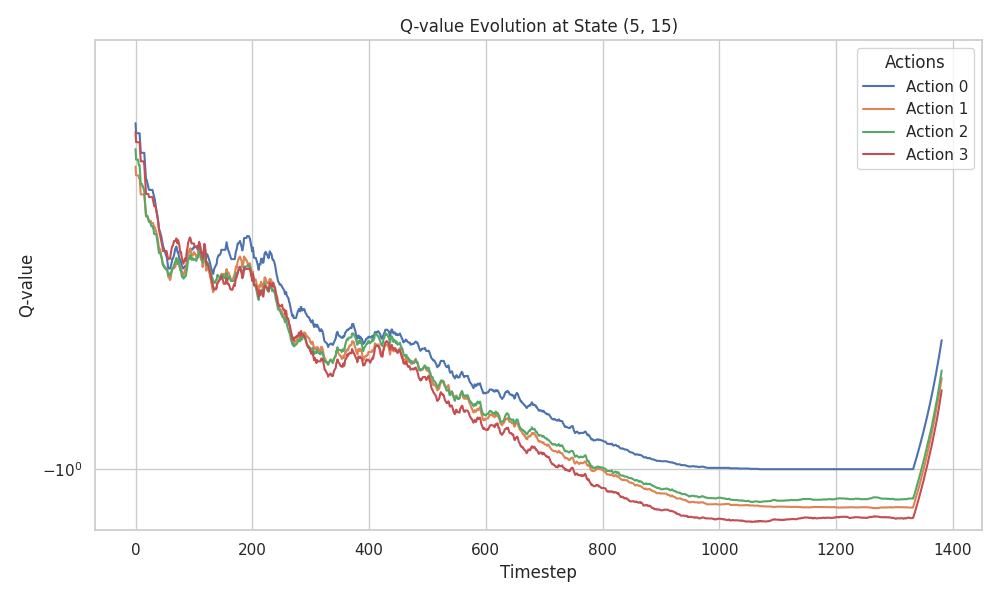 Q-value Evolution at State (5, 15)
Actions
Action 0
Action 1
Action 2
Action 3
Q-value
−10⁰
0 200 400 600 800 1000 1200 1400
Timestep